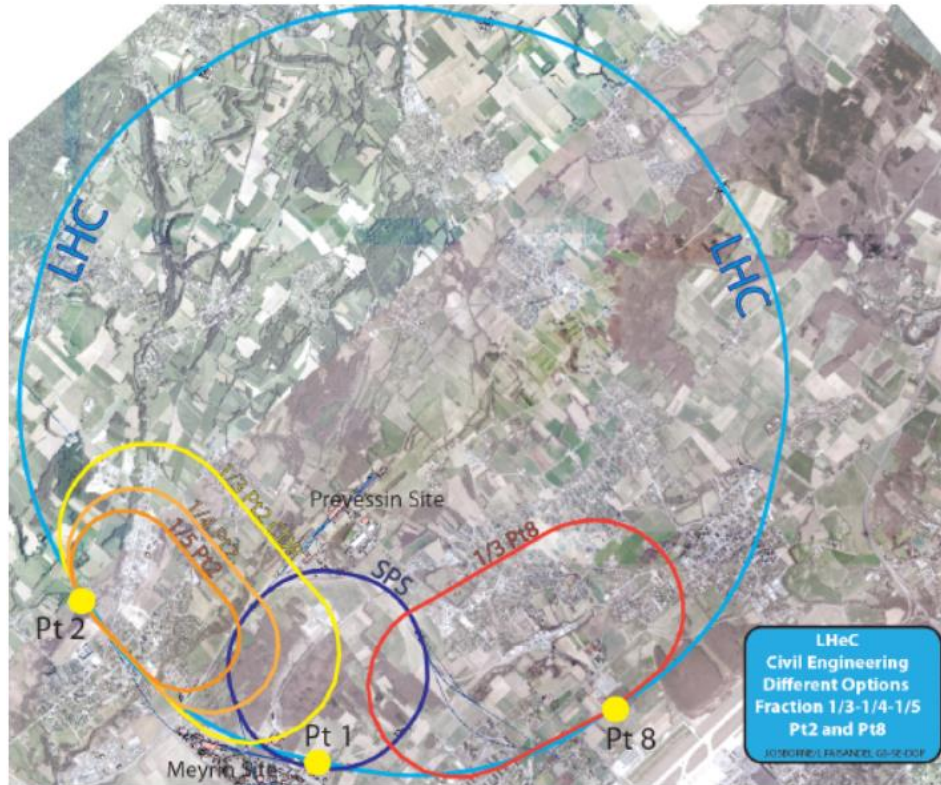 LHC
LHC
1/3 Pt2
1/4 Pt2
1/5 Pt2
Prevessin Site
SPS
1/3 Pt8
Pt 2
Pt 1
Pt 8
Meyrin Site
LHeC
Civil Engineering
Different Options
Fraction 1/3-1/4-1/5
Pt2 and Pt8